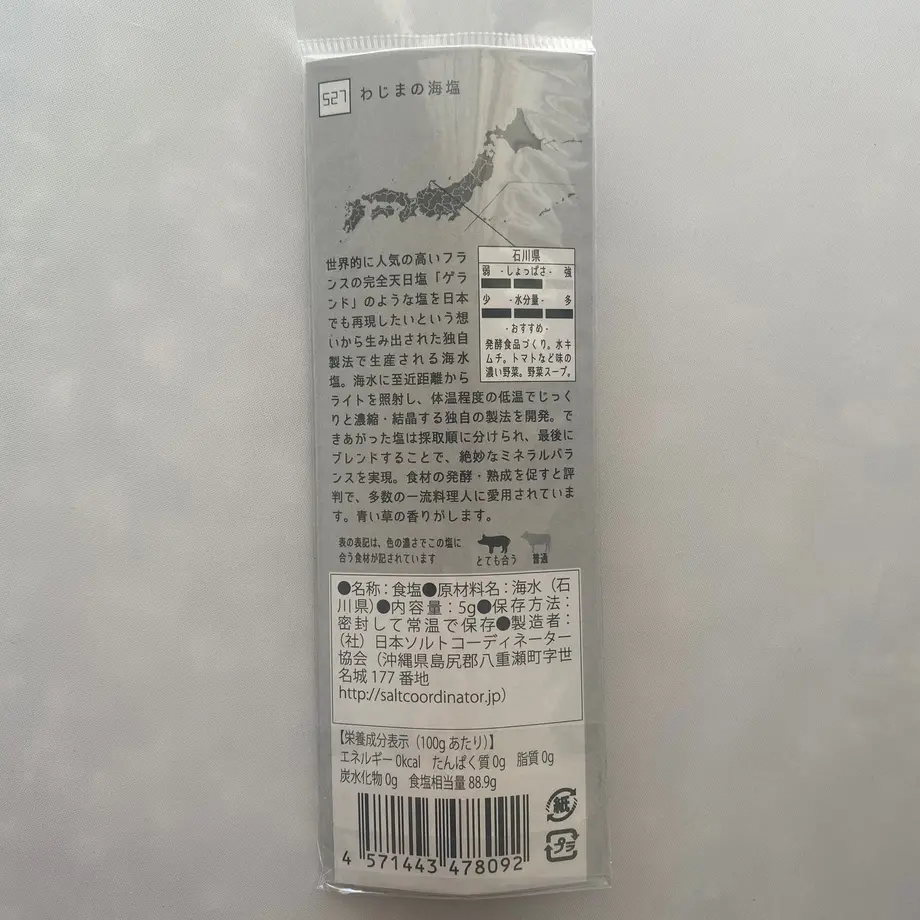 527 わじまの海塩
石川県
弱 ・しょっぱさ・ 強
少 ・水分量・ 多
・おすすめ・
発酵食品づくり。水キ
ムチ。トマトなど味の
濃い野菜。野菜スープ。
世界的に人気の高いフラ
ンスの完全天日塩「ゲラ
ンド」のような塩を日本
でも再現したいという想
いから生み出された独自
製法で生産される海水
塩。海水に至近距離から
ライトを照射し、体温程度の低温でじっく
りと濃縮・結晶する独自の製法を開発。で
きあがった塩は採取順に分けられ、最後に
ブレンドすることで、絶妙なミネラルバラ
ンスを実現。食材の発酵・熟成を促すと評
判で、多数の一流料理人に愛用されていま
す。青い草の香りがします。
表の表記は、色の濃さでこの塩に
合う食材が記されています
とても合う 普通
●名称：食塩●原材料名：海水（石
川県）●内容量：5g●保存方法：
密封して常温で保存●製造者：
（社）日本ソルトコーディネーター
協会（沖縄県島尻郡八重瀬町字世
名城 177 番地
http://saltcoordinator.jp）
【栄養成分表示（100g あたり）】
エネルギー 0kcal たんぱく質 0g 脂質 0g
炭水化物 0g 食塩相当量 88.9g
紙
プラ
4 571443 478092